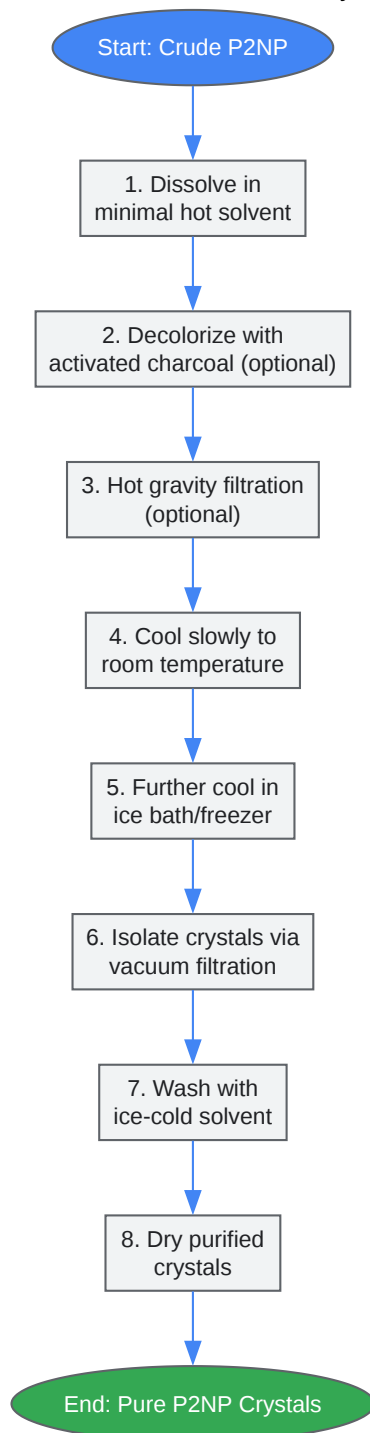 Start: Crude P2NP
1. Dissolve in
minimal hot solvent
2. Decolorize with
activated charcoal (optional)
3. Hot gravity filtration
(optional)
4. Cool slowly to
room temperature
5. Further cool in
ice bath/freezer
6. Isolate crystals via
vacuum filtration
7. Wash with
ice-cold solvent
8. Dry purified
crystals
End: Pure P2NP Crystals